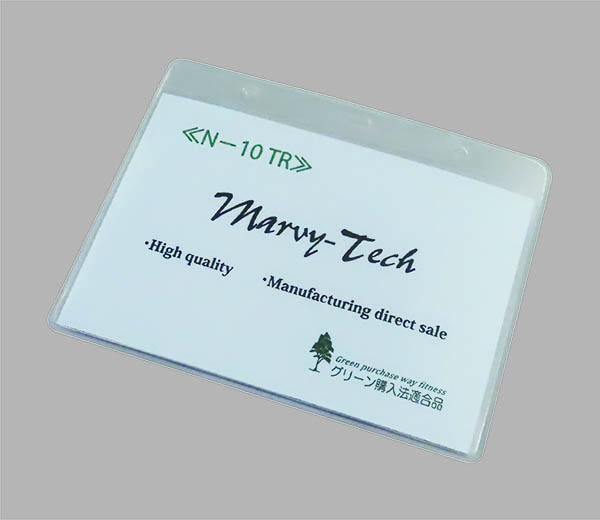 ≪N－10 TR≫
Marvy-Tech
・High quality
・Manufacturing direct sale
Green purchase way fitness
グリーン購入法適合品